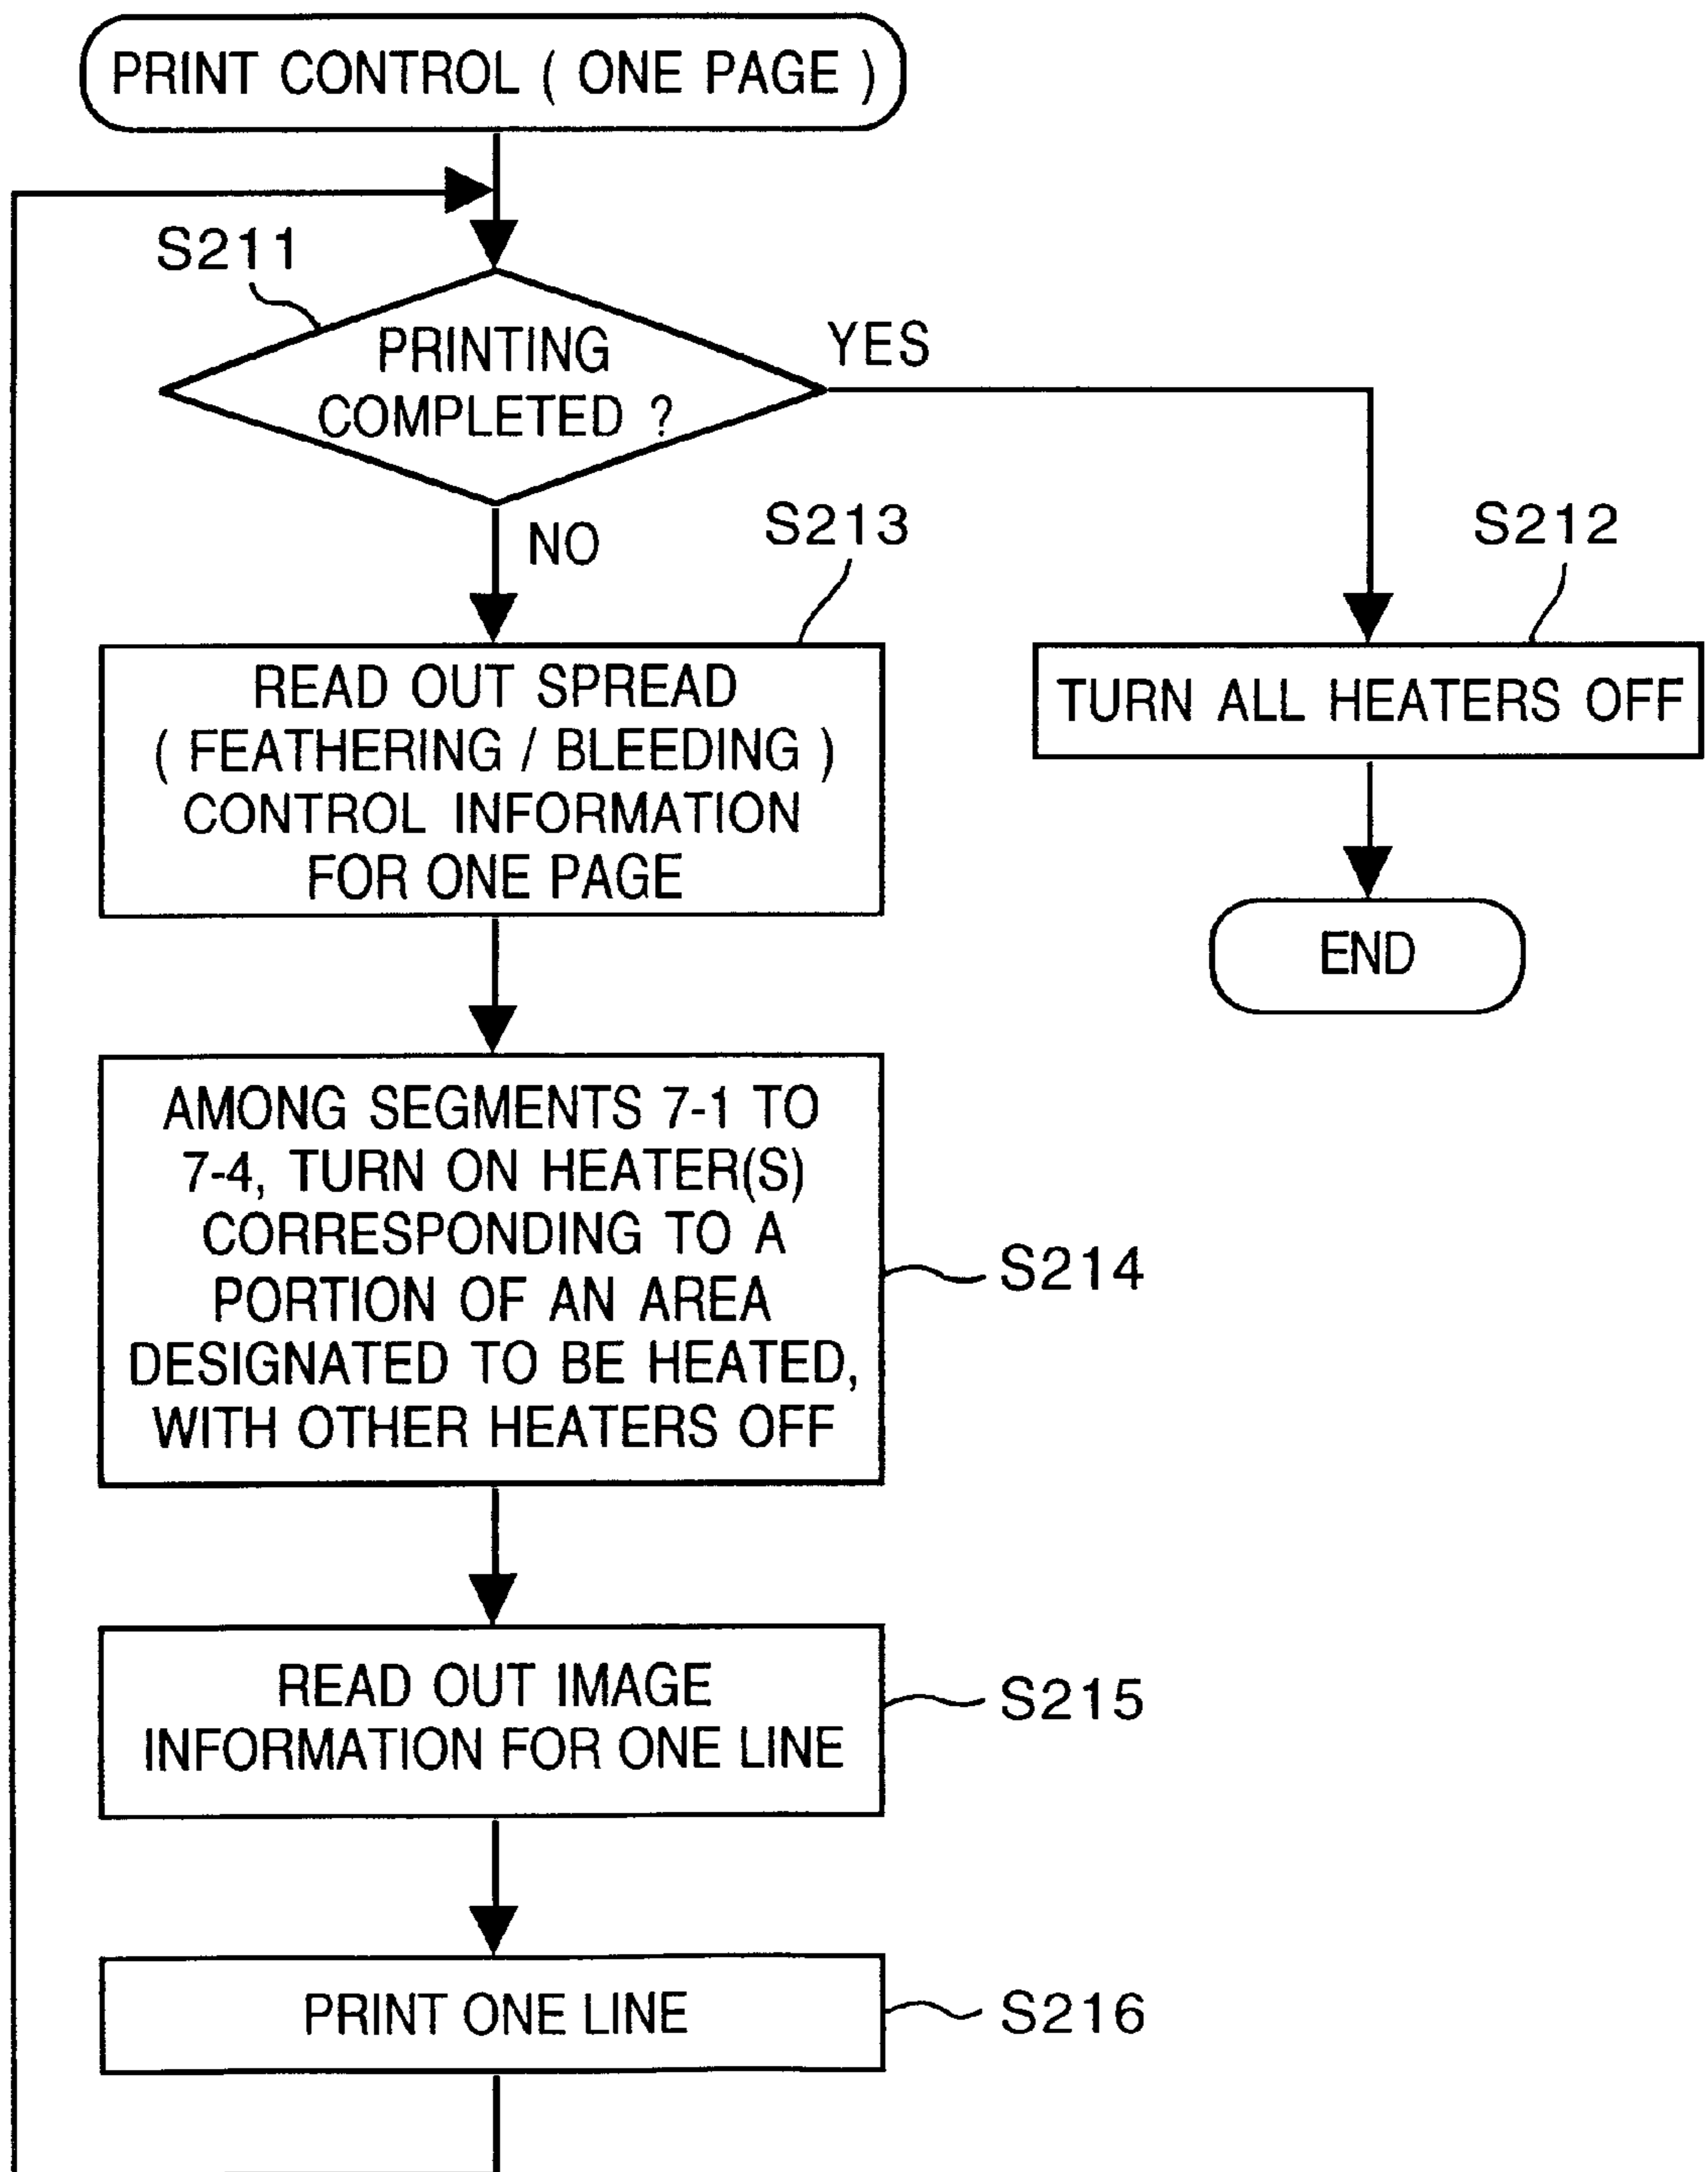 PRINT CONTROL ( ONE PAGE )
S211
PRINTING
COMPLETED ?
YES
NO
S213
S212
READ OUT SPREAD
( FEATHERING / BLEEDING )
CONTROL INFORMATION
FOR ONE PAGE
TURN ALL HEATERS OFF
END
AMONG SEGMENTS 7-1 TO
7-4, TURN ON HEATER(S)
CORRESPONDING TO A
PORTION OF AN AREA
DESIGNATED TO BE HEATED,
WITH OTHER HEATERS OFF
S214
READ OUT IMAGE
INFORMATION FOR ONE LINE
S215
PRINT ONE LINE
S216